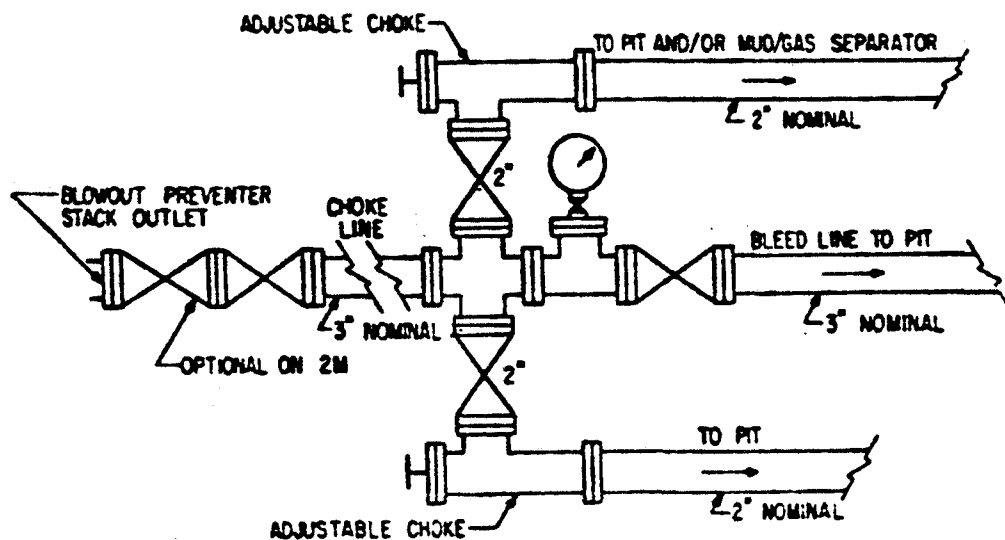 ADJUSTABLE CHOKE
TO PIT AND/OR MUD/GAS SEPARATOR
2" NOMINAL
2"
BLOWOUT PREVENTER
STACK OUTLET
CHOKE
LINE
BLEED LINE TO PIT
3" NOMINAL
3" NOMINAL
OPTIONAL ON 2M
2"
TO PIT
2" NOMINAL
ADJUSTABLE CHOKE